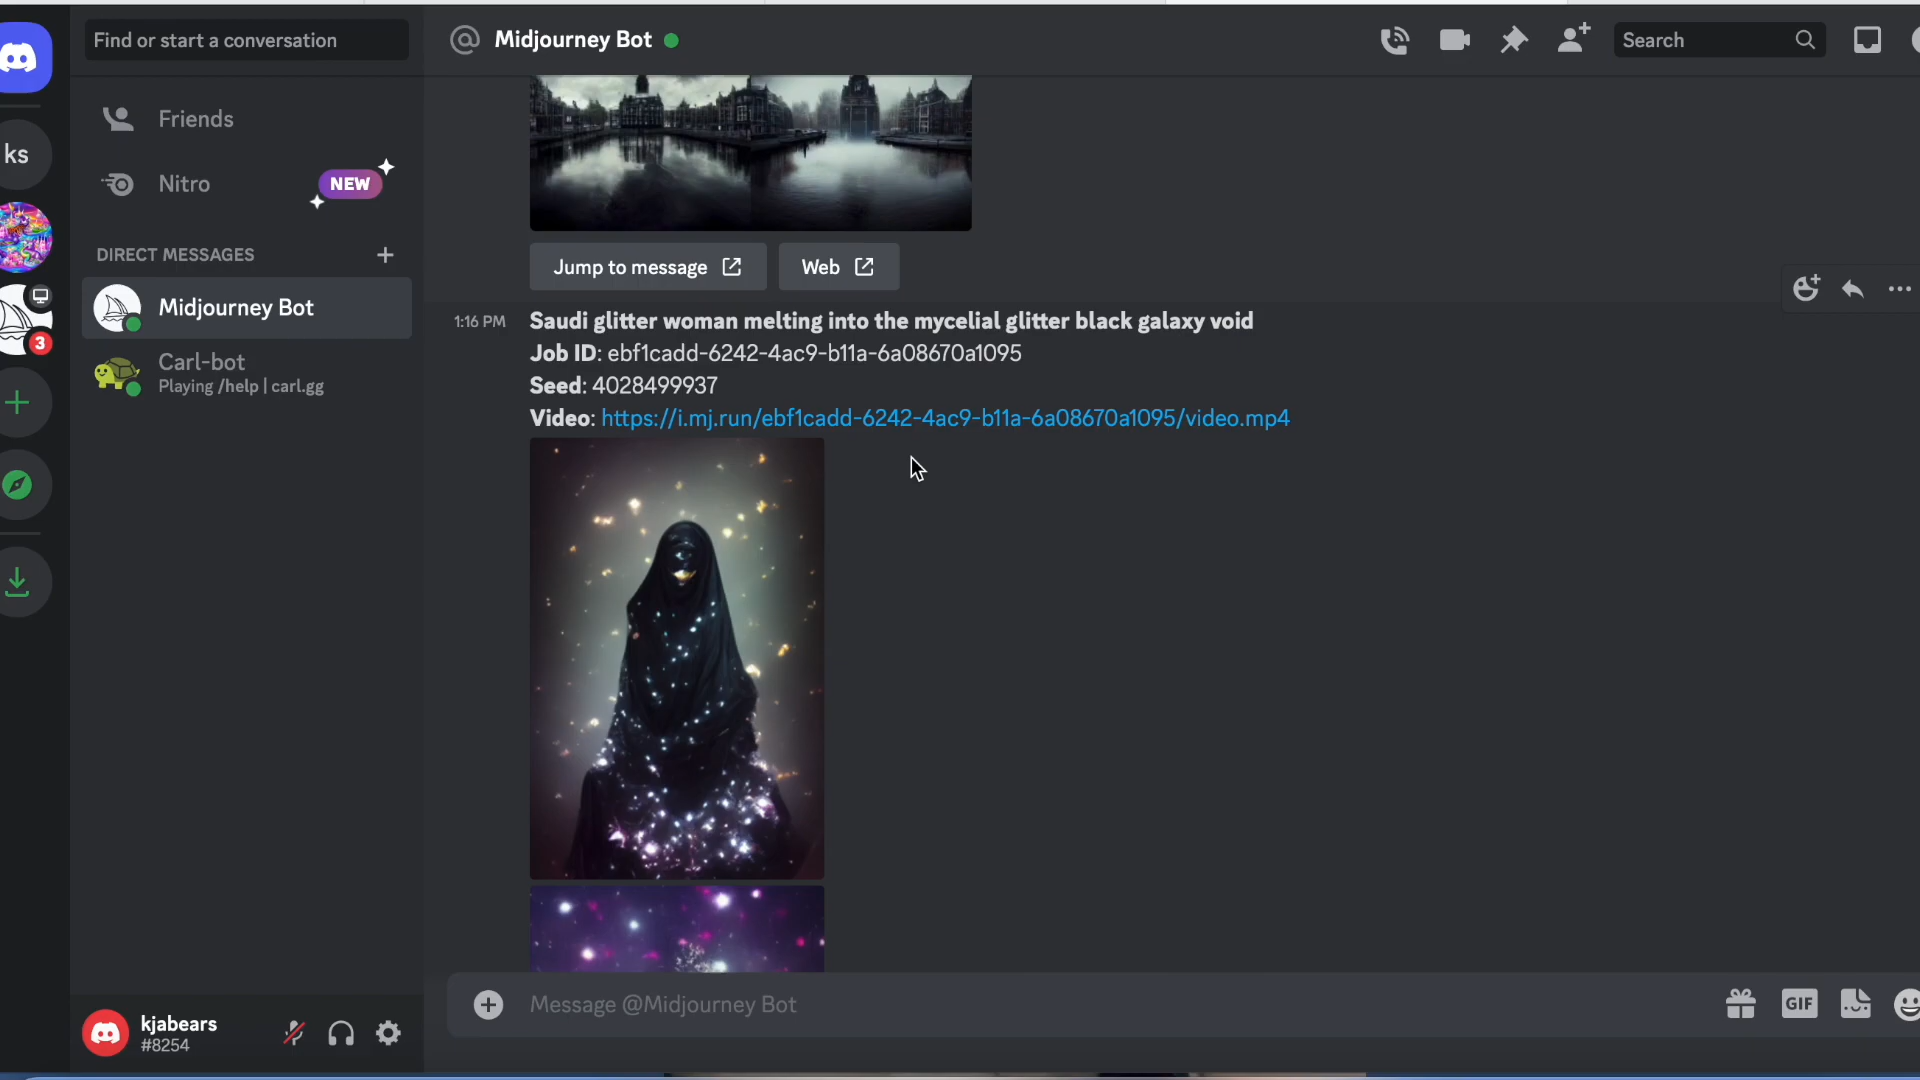 Find or start a conversation
Midjourney Bot
Search
Friends
ks
Nitro
NEW
Jump to message
Web
DIRECT MESSAGES
Midjourney Bot
3
Carl-bot
Playing /help | carl.gg
1:16 PM
Saudi glitter woman melting into the mycelial glitter black galaxy void
Job ID: ebf1cadd-6242-4ac9-b11a-6a08670a1095
Seed: 4028499937
Video: https://i.mj.run/ebf1cadd-6242-4ac9-b11a-6a08670a1095/video.mp4
Message @Midjourney Bot
GIF
kjabears
#8254